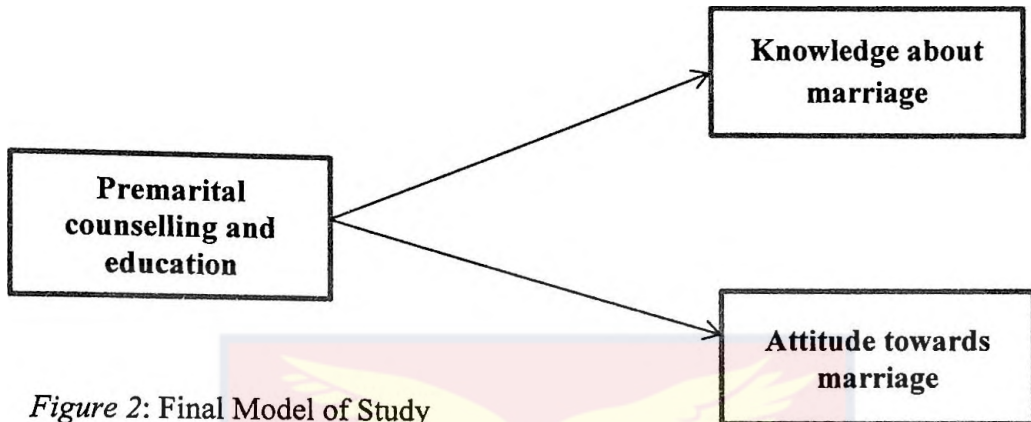 Knowledge about
marriage
Premarital
counselling and
education
Attitude towards
marriage
Figure 2: Final Model of Study